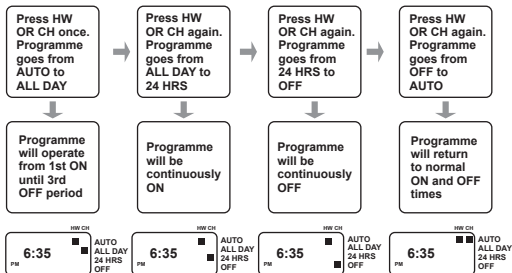 Press HW
OR CH once.
Programme
goes from
AUTO to
ALL DAY
Press HW
OR CH again.
Programme
goes from
ALL DAY to
24 HRS
Press HW
OR CH again.
Programme
goes from
24 HRS to
OFF
Press HW
OR CH again.
Programme
goes from
OFF to
AUTO
Programme
will operate
from 1st ON
until 3rd
OFF period
Programme
will be
continuously
ON
Programme
will be
continuously
OFF
Programme
will return
to normal
ON and OFF
times
HW CH
6:35
PM
AUTO
ALL DAY
24 HRS
OFF
HW CH
6:35
PM
AUTO
ALL DAY
24 HRS
OFF
HW CH
6:35
PM
AUTO
ALL DAY
24 HRS
OFF
HW CH
6:35
PM
AUTO
ALL DAY
24 HRS
OFF